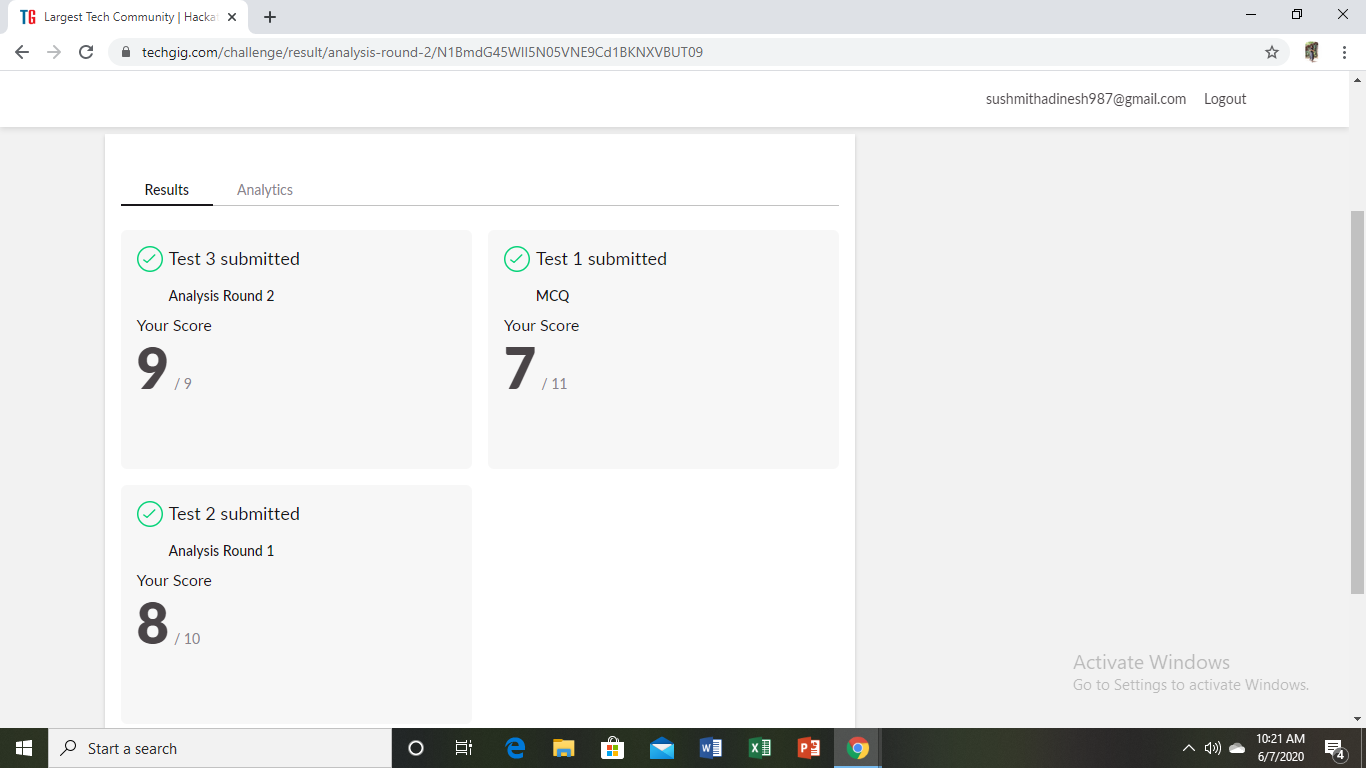 TG Largest Tech Community | Hacka
techgig.com/challenge/result/analysis-round-2/N1BmdG45WlI5N05VNE9Cd1BKNXVBUT09
sushmithadinesh987@gmail.com Logout
Results Analytics
Test 3 submitted
Analysis Round 2
Your Score
9 / 9
Test 1 submitted
MCQ
Your Score
7 / 11
Test 2 submitted
Analysis Round 1
Your Score
8 / 10
Activate Windows
Go to Settings to activate Windows.
Start a search
10:21 AM
6/7/2020
4